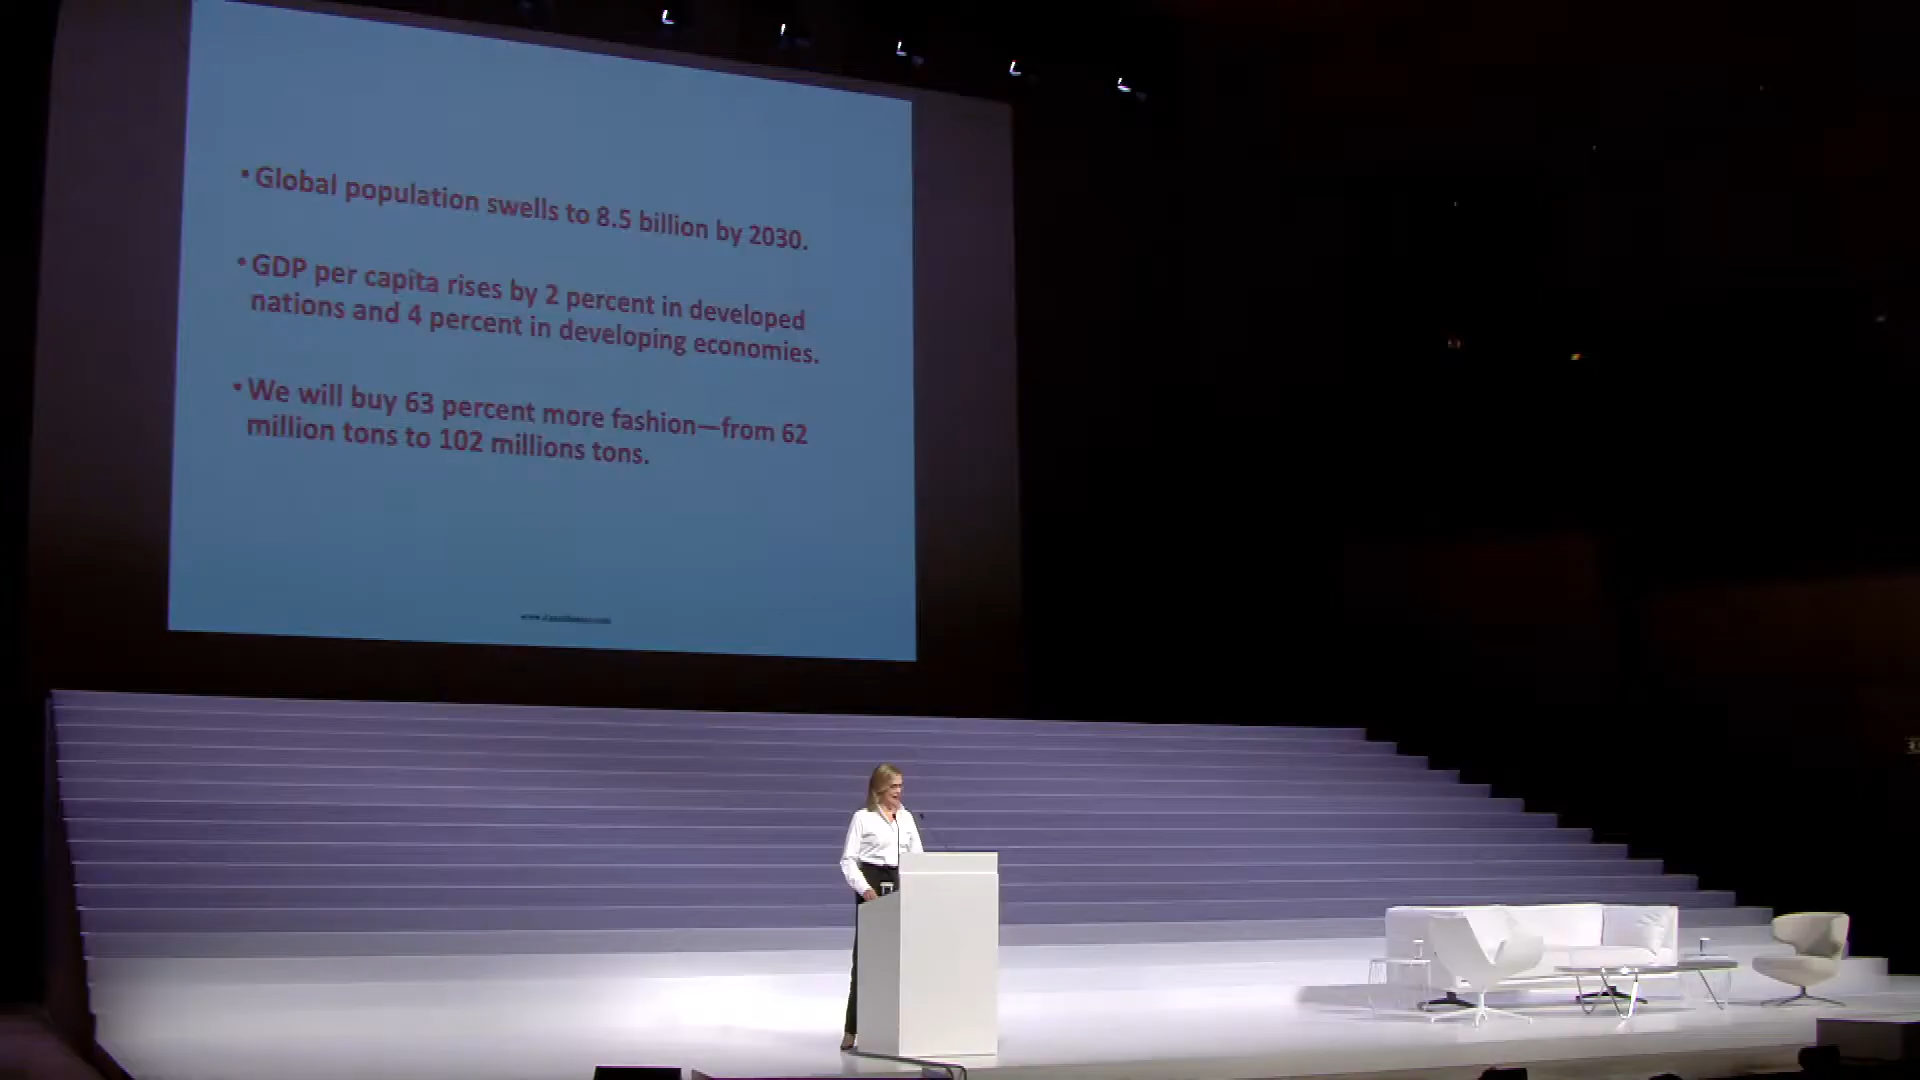 • Global population swells to 8.5 billion by 2030.
• GDP per capita rises by 2 percent in developed
nations and 4 percent in developing economies.
• We will buy 63 percent more fashion—from 62
million tons to 102 millions tons.